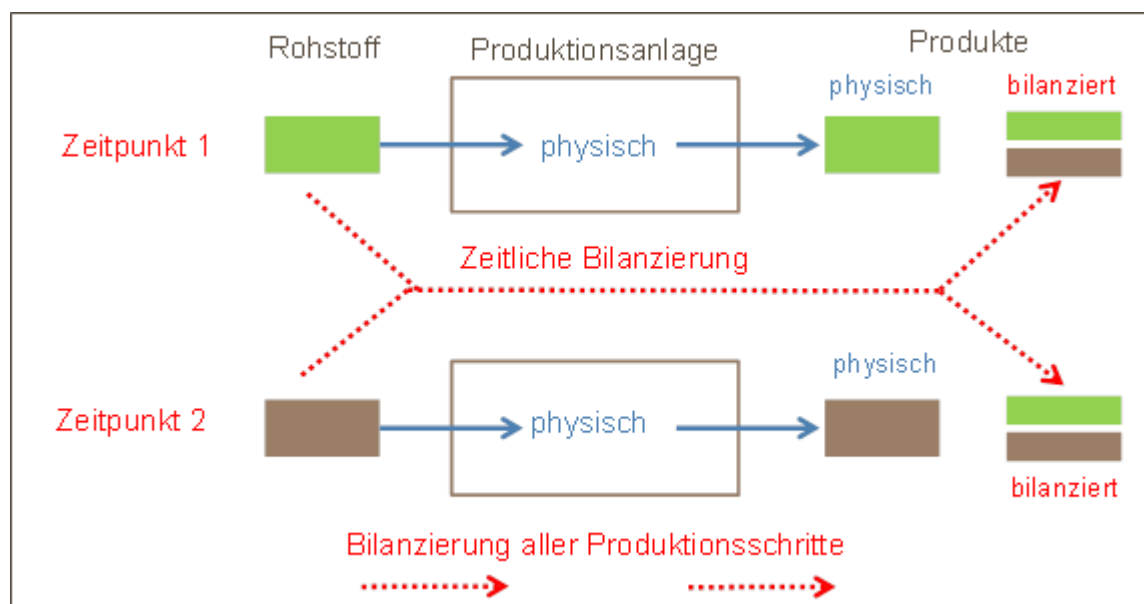 Rohstoff
Produktionsanlage
Produkte
physisch
bilanziert
Zeitpunkt 1
physisch
Zeitliche Bilanzierung
physisch
Zeitpunkt 2
physisch
bilanziert
Bilanzierung aller Produktionsschritte